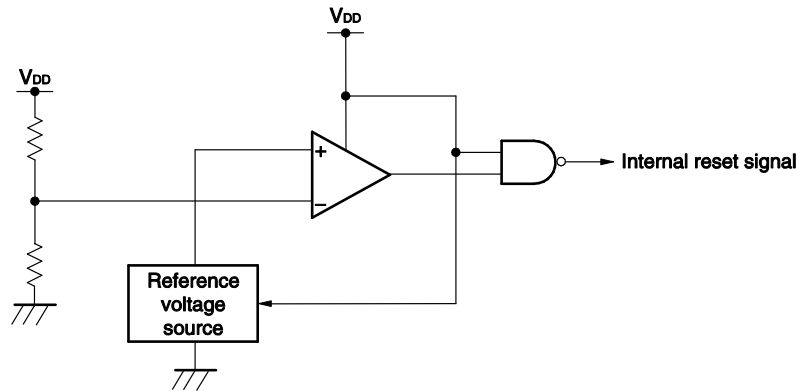 VDD
VDD
+
−
Internal reset signal
Reference
voltage
source